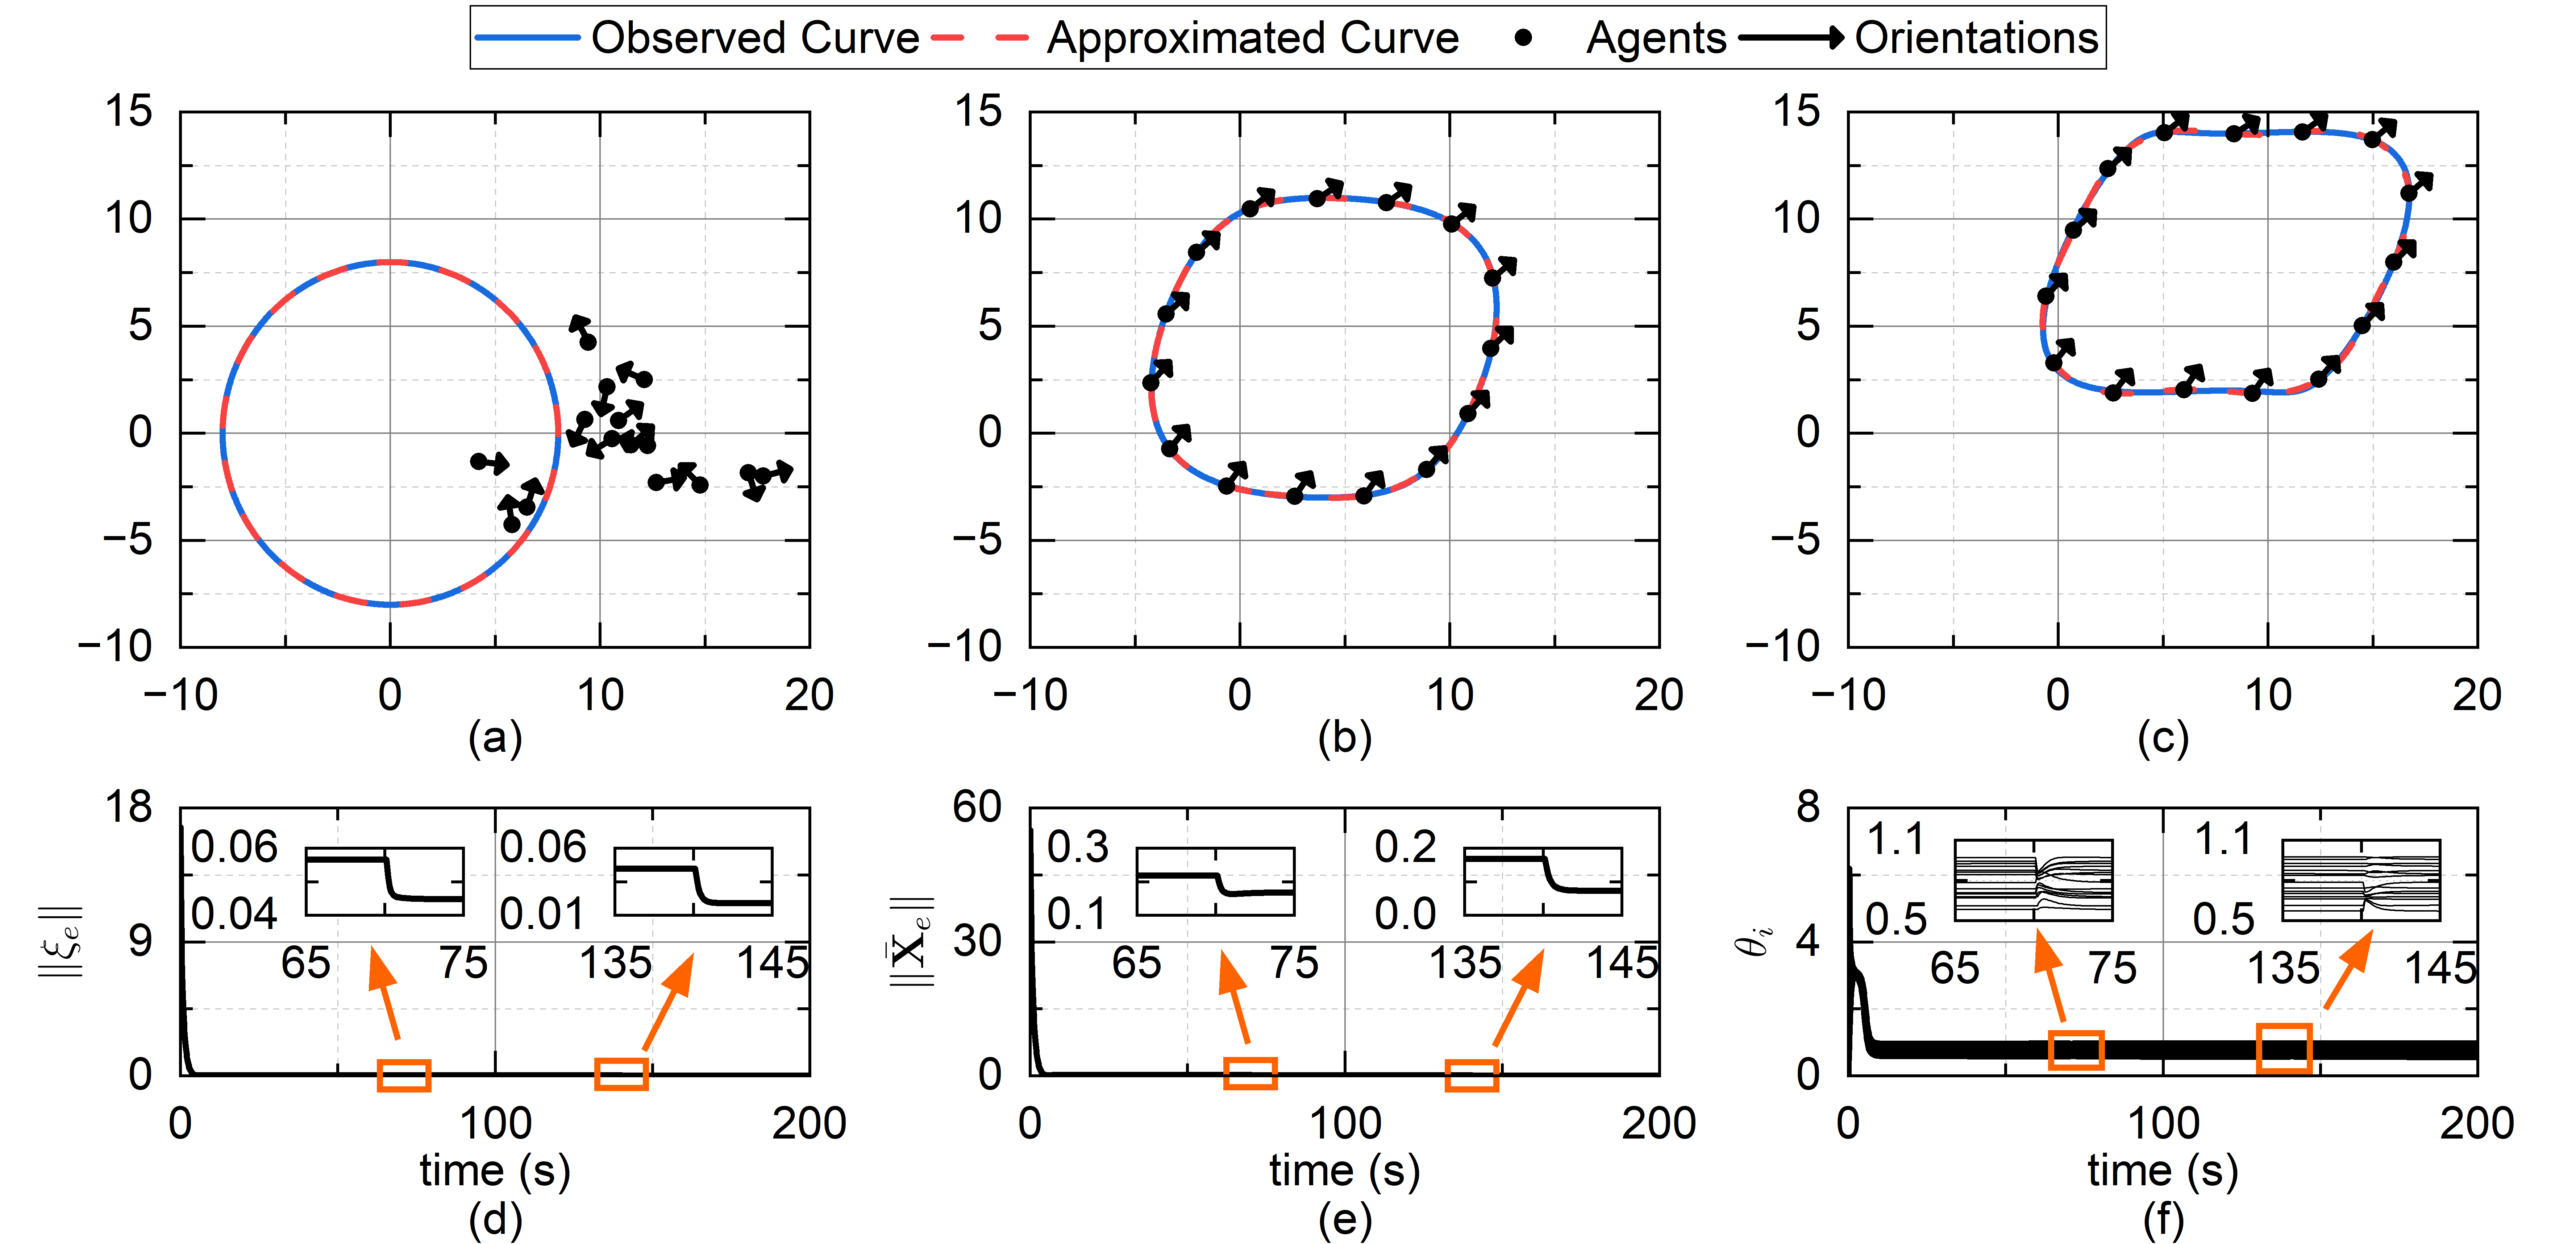 Observed Curve Approximated Curve Agents Orientations
15 15 15
10 10 10
5 5 5
0 0 0
−5 −5 −5
−10 −10 −10
−10 0 10 20 −10 0 10 20 −10 0 10 20
(a) (b) (c)
18 60 8
0.06 0.06 0.3 0.2 1.1 1.1
0.04 0.01 0.1 0.0 0.5 0.5
9 30 4
65 75 135 145 65 75 135 145 65 75 135 145
‖ξₑ‖ ‖X̄ₑ‖ θᵢ
0 0 0
0 100 200 0 100 200 0 100 200
time (s) time (s) time (s)
(d) (e) (f)